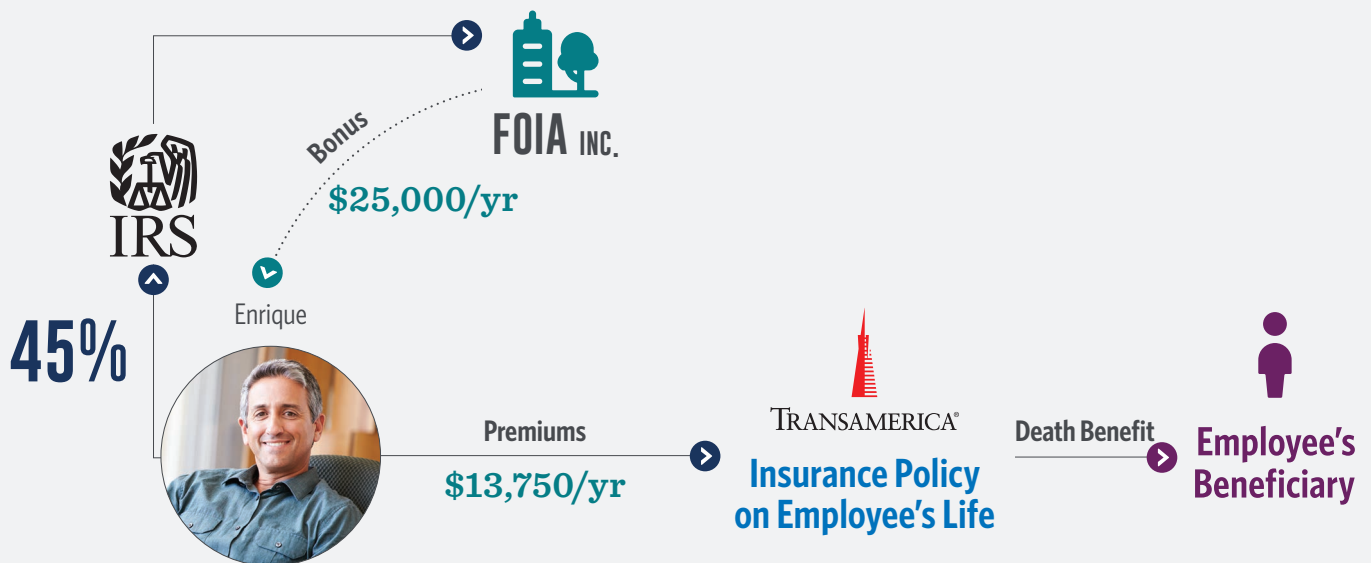 Bonus
FOIA INC.
$25,000/yr
IRS
45%
Enrique
Premiums
$13,750/yr
TRANSAMERICA®
Insurance Policy
on Employee's Life
Death Benefit
Employee's
Beneficiary